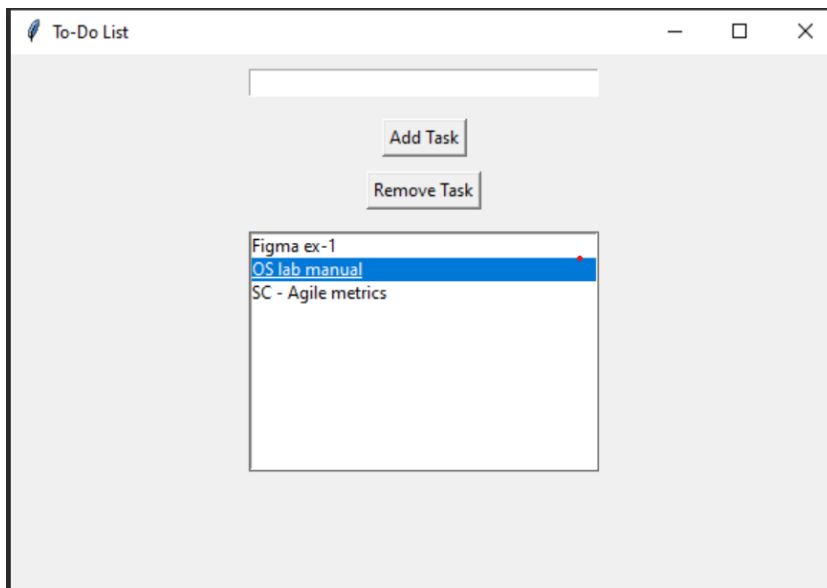 To-Do List
Add Task
Remove Task
Figma ex-1
OS lab manual
SC - Agile metrics